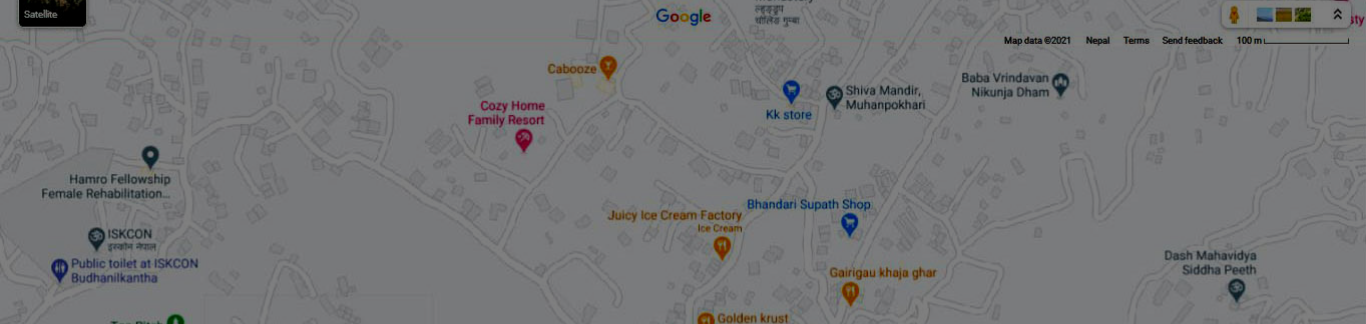 Satellite
Google
ल्हुन्डुप
थोलिङ गुम्बा
Map data ©2021 Nepal Terms Send feedback 100 m
Cabooze
Baba Vrindavan
Nikunja Dham
Shiva Mandir,
Muhanpokhari
Kk store
Cozy Home
Family Resort
Hamro Fellowship
Female Rehabilitation...
Bhandari Supath Shop
Juicy Ice Cream Factory
Ice Cream
ISKCON
इस्कोन नेपाल
Public toilet at ISKCON
Budhanilkantha
Dash Mahavidya
Siddha Peeth
Gairigau khaja ghar
Golden krust